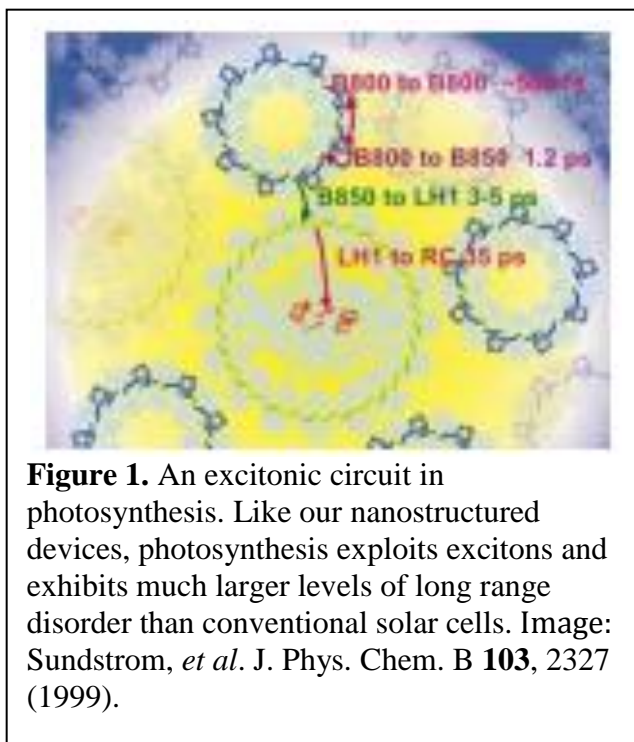 B800 to B800
B800 to B850 1.2 ps
B850 to LH1 3-5 ps
LH1 to RC 35 ps
Figure 1. An excitonic circuit in
photosynthesis. Like our nanostructured
devices, photosynthesis exploits excitons and
exhibits much larger levels of long range
disorder than conventional solar cells. Image:
Sundstrom, et al. J. Phys. Chem. B 103, 2327
(1999).